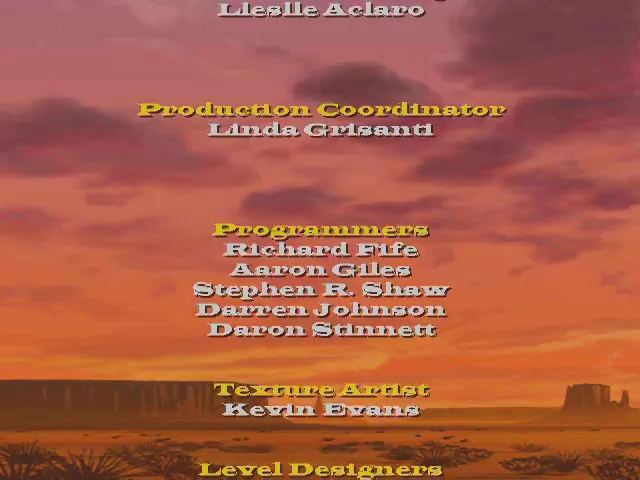 Lleslle Aclaro
Production Coordinator
Linda Grisanti
Programmers
Richard Fife
Aaron Giles
Stephen R. Shaw
Darren Johnson
Daron Stinnett
Texture Artist
Kevin Evans
Level Designers